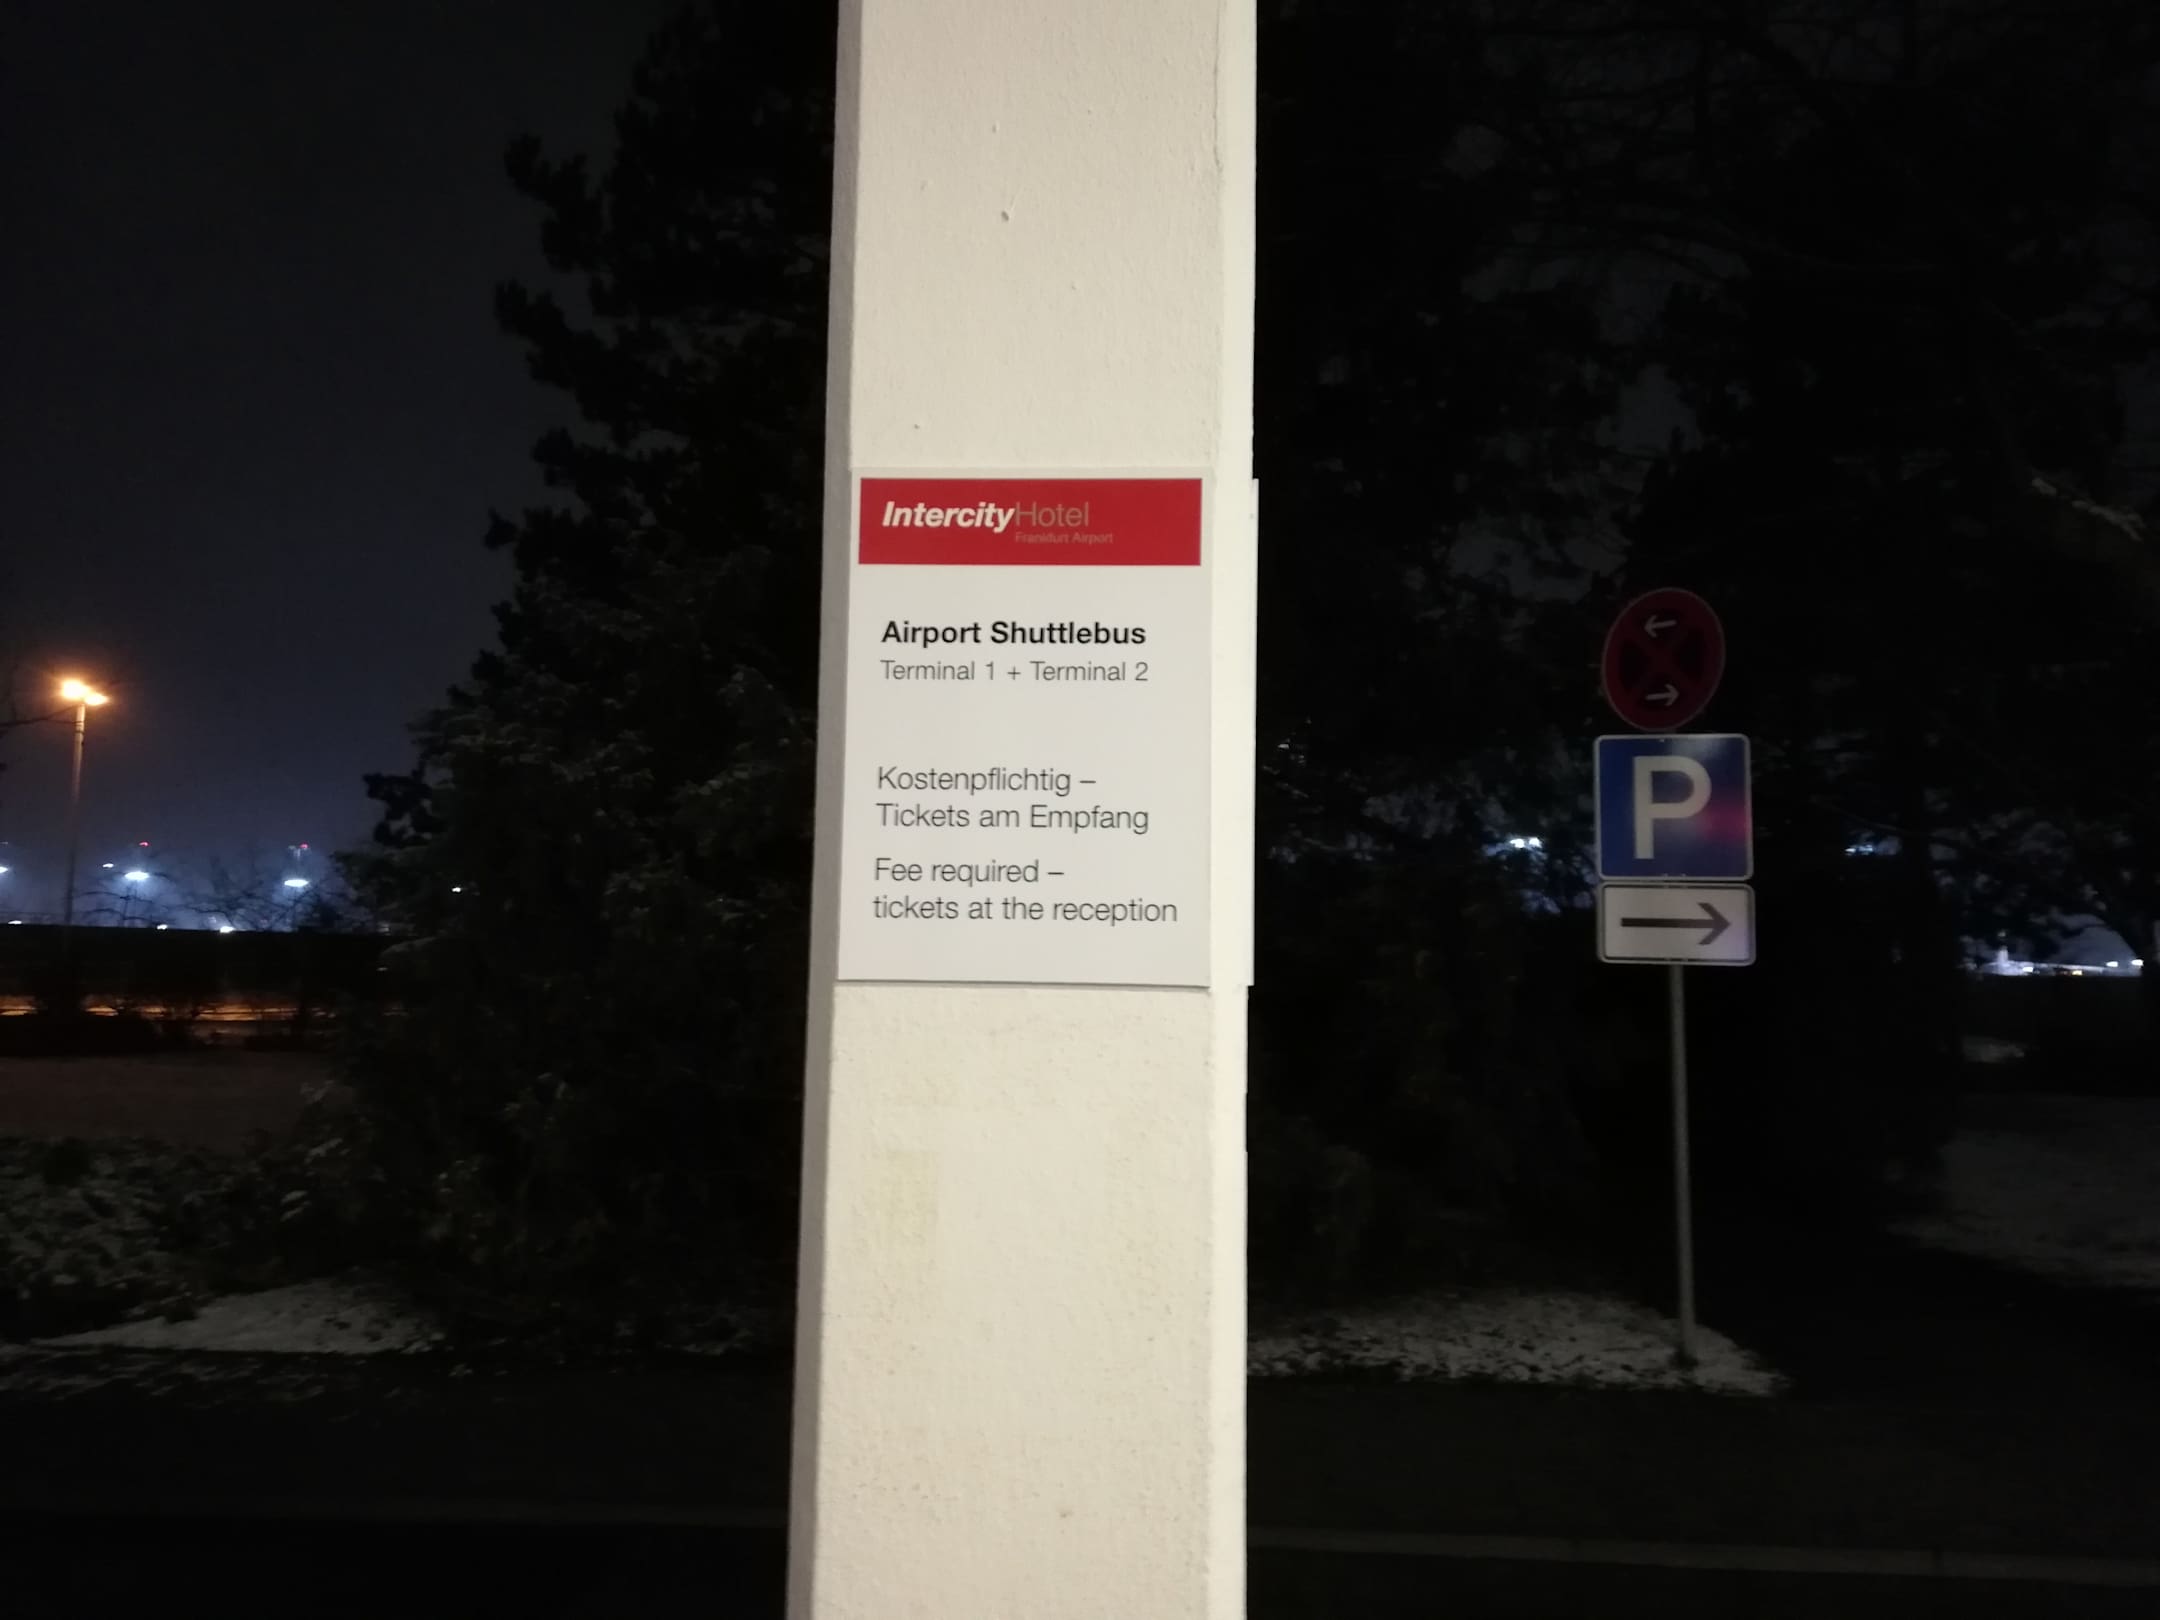 IntercityHotel
Frankfurt Airport
Airport Shuttlebus
Terminal 1 + Terminal 2
Kostenpflichtig –
Tickets am Empfang
Fee required –
tickets at the reception
P